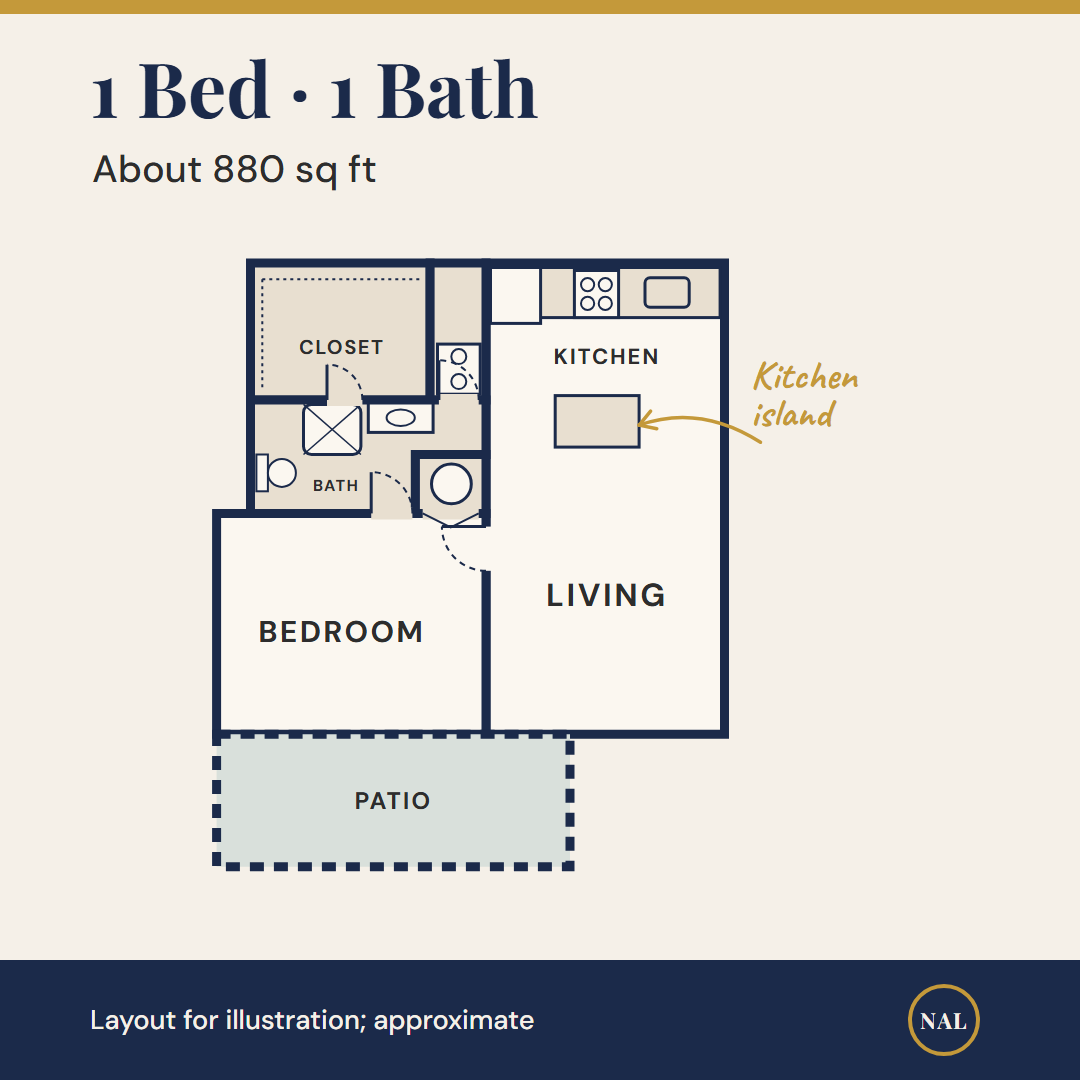 1 Bed · 1 Bath
About 880 sq ft
CLOSET
KITCHEN
Kitchen
island
BATH
LIVING
BEDROOM
PATIO
Layout for illustration; approximate
NAL